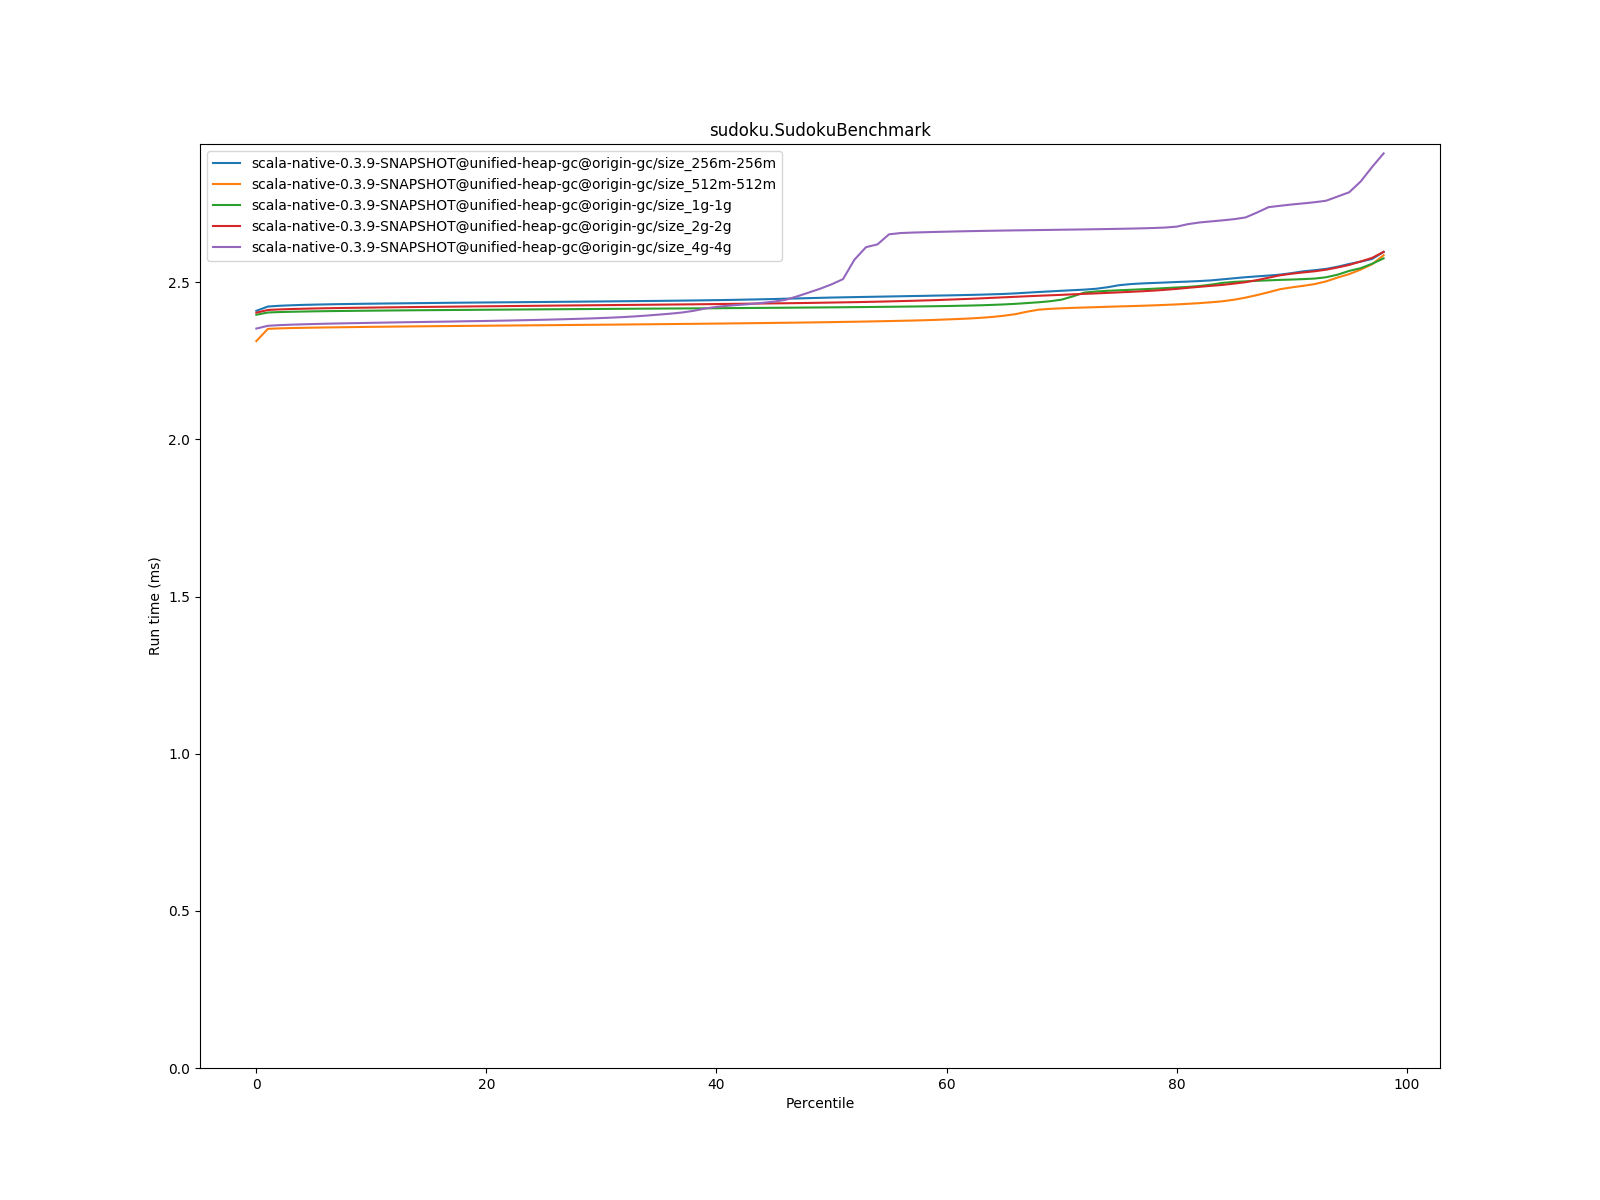 sudoku.SudokuBenchmark
scala-native-0.3.9-SNAPSHOT@unified-heap-gc@origin-gc/size_256m-256m
scala-native-0.3.9-SNAPSHOT@unified-heap-gc@origin-gc/size_512m-512m
scala-native-0.3.9-SNAPSHOT@unified-heap-gc@origin-gc/size_1g-1g
scala-native-0.3.9-SNAPSHOT@unified-heap-gc@origin-gc/size_2g-2g
scala-native-0.3.9-SNAPSHOT@unified-heap-gc@origin-gc/size_4g-4g
2.5
2.0
1.5
1.0
0.5
0.0
Run time (ms)
0 20 40 60 80 100
Percentile